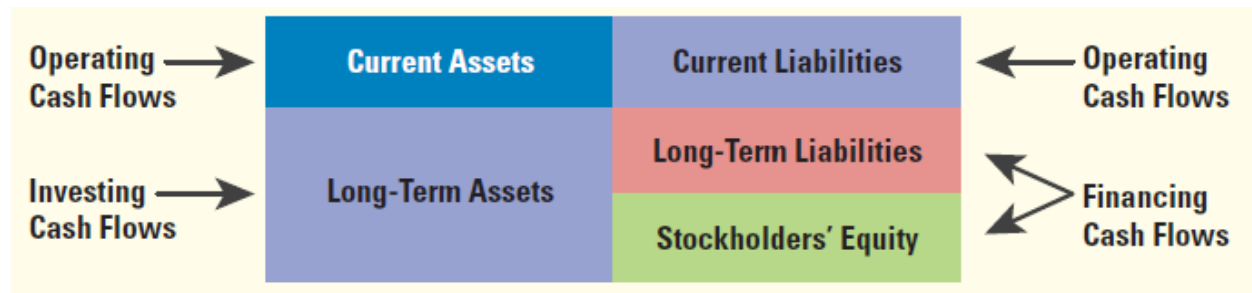 Operating
Cash Flows
Current Assets
Current Liabilities
Operating
Cash Flows
Investing
Cash Flows
Long-Term Assets
Long-Term Liabilities
Stockholders' Equity
Financing
Cash Flows